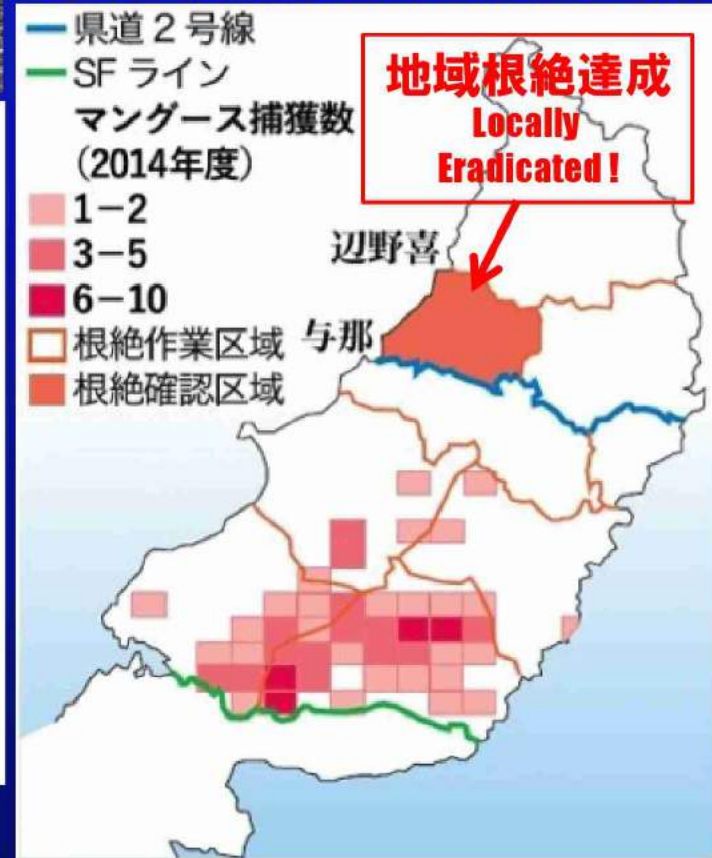 県道２号線
SFライン
マングース捕獲数
(2014年度)
1－2
3－5
6－10
根絶作業区域
根絶確認区域
地域根絶達成
Locally
Eradicated !
辺野喜
与那